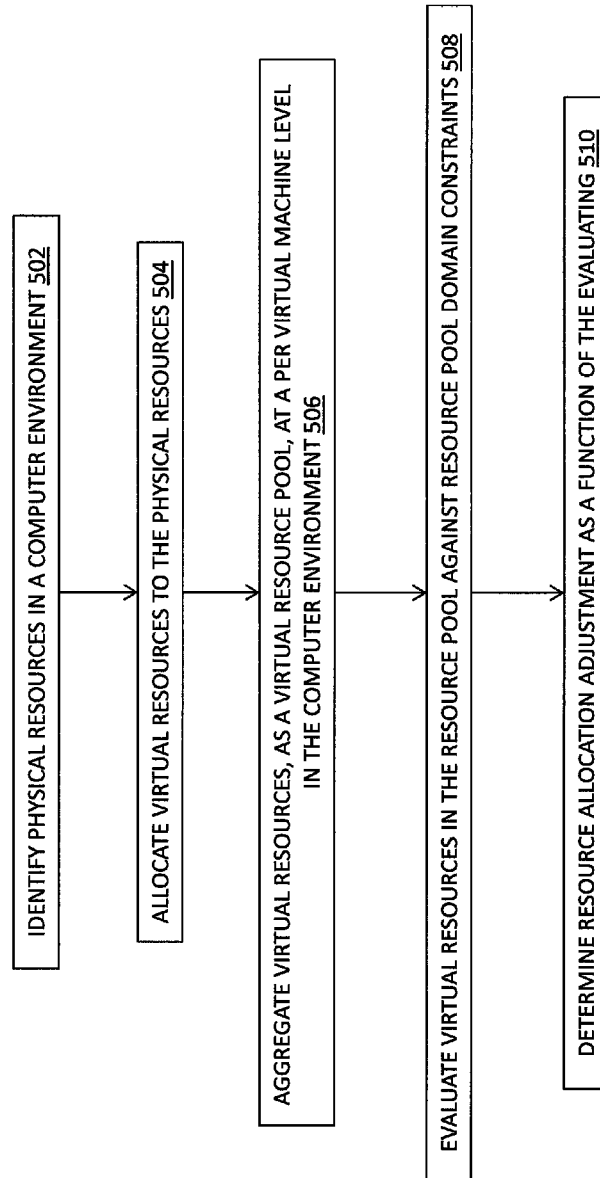 IDENTIFY PHYSICAL RESOURCES IN A COMPUTER ENVIRONMENT 502
ALLOCATE VIRTUAL RESOURCES TO THE PHYSICAL RESOURCES 504
AGGREGATE VIRTUAL RESOURCES, AS A VIRTUAL RESOURCE POOL, AT A PER VIRTUAL MACHINE LEVEL
IN THE COMPUTER ENVIRONMENT 506
EVALUATE VIRTUAL RESOURCES IN THE RESOURCE POOL AGAINST RESOURCE POOL DOMAIN CONSTRAINTS 508
DETERMINE RESOURCE ALLOCATION ADJUSTMENT AS A FUNCTION OF THE EVALUATING 510